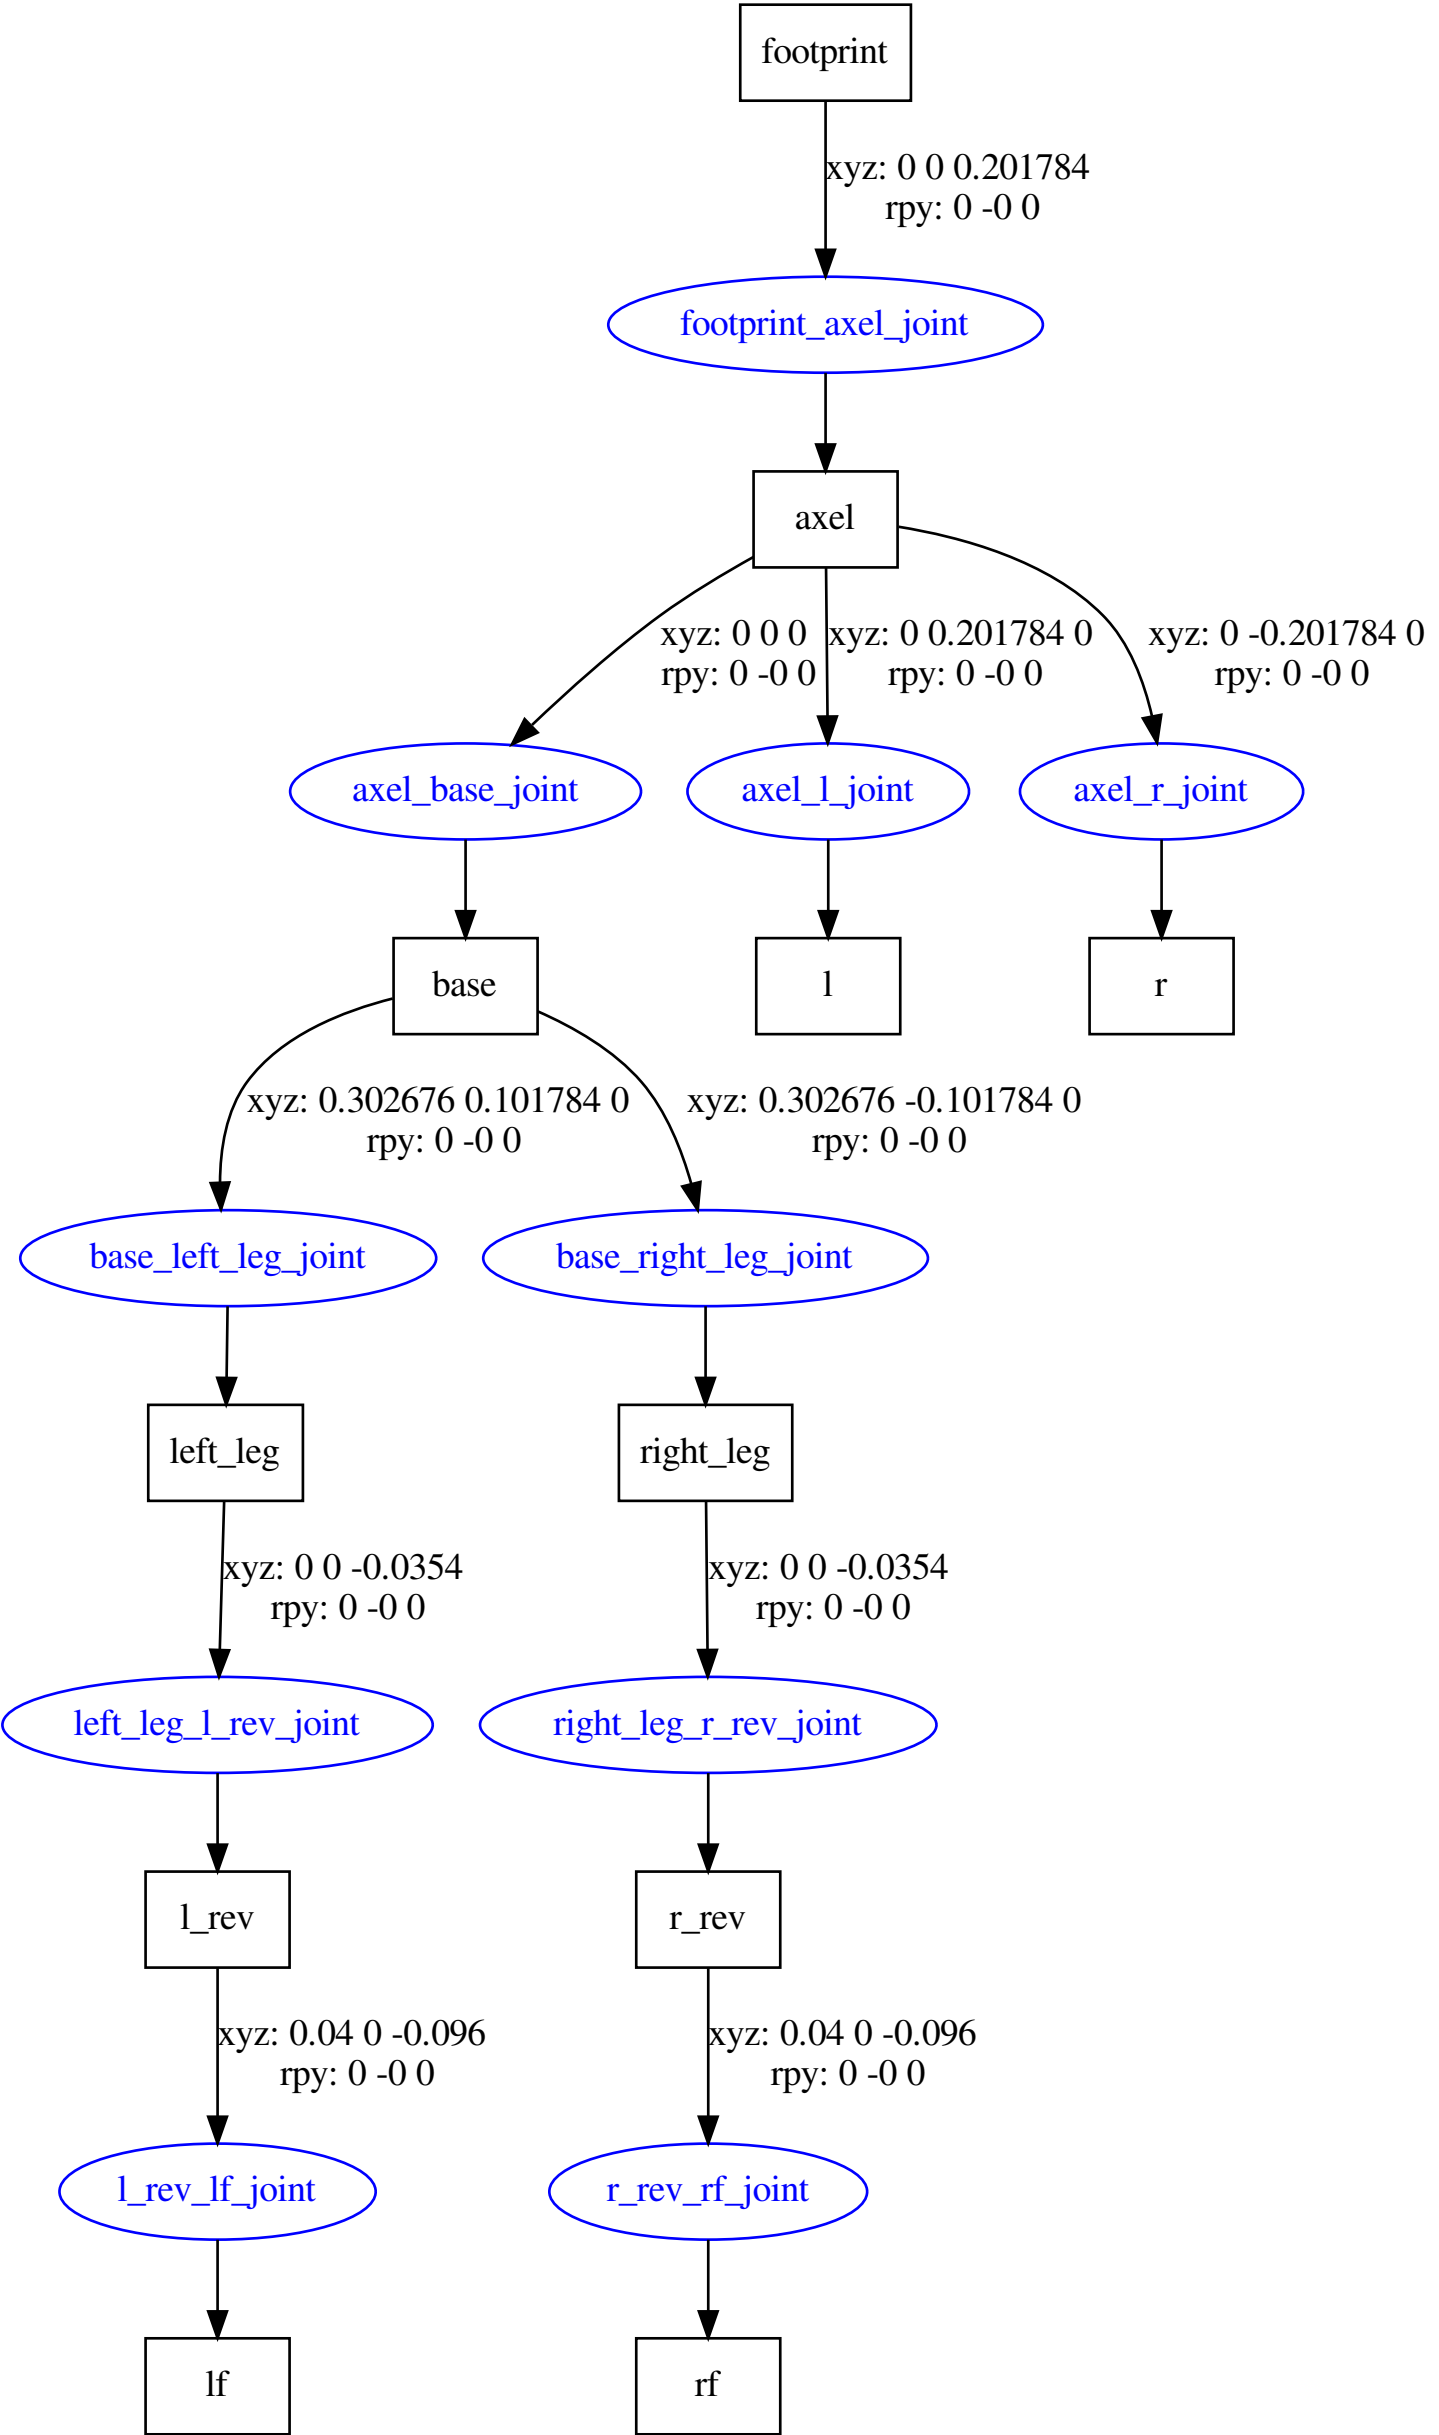 footprint
xyz: 0 0 0.201784
rpy: 0 -0 0
footprint_axel_joint
axel
xyz: 0 0 0
rpy: 0 -0 0
xyz: 0 0.201784 0
rpy: 0 -0 0
xyz: 0 -0.201784 0
rpy: 0 -0 0
axel_base_joint
axel_l_joint
axel_r_joint
base
l
r
xyz: 0.302676 0.101784 0
rpy: 0 -0 0
xyz: 0.302676 -0.101784 0
rpy: 0 -0 0
base_left_leg_joint
base_right_leg_joint
left_leg
right_leg
xyz: 0 0 -0.0354
rpy: 0 -0 0
xyz: 0 0 -0.0354
rpy: 0 -0 0
left_leg_l_rev_joint
right_leg_r_rev_joint
l_rev
r_rev
xyz: 0.04 0 -0.096
rpy: 0 -0 0
xyz: 0.04 0 -0.096
rpy: 0 -0 0
l_rev_lf_joint
r_rev_rf_joint
lf
rf